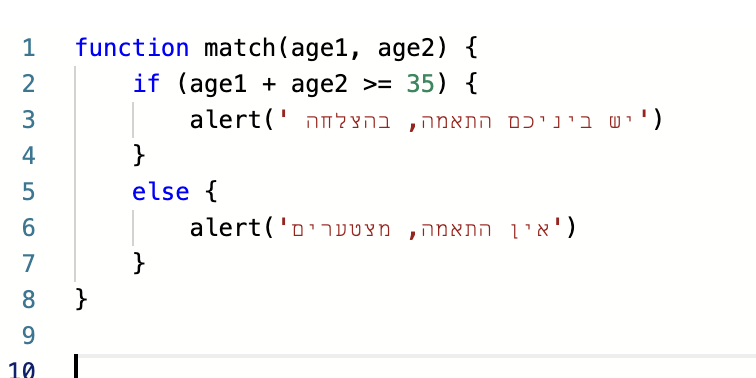 1 function match(age1, age2) {
2 if (age1 + age2 >= 35) {
3 alert('יש ביניכם התאמה, בהצלחה ')
4 }
5 else {
6 alert('אין התאמה, מצטערים')
7 }
8 }
9
10